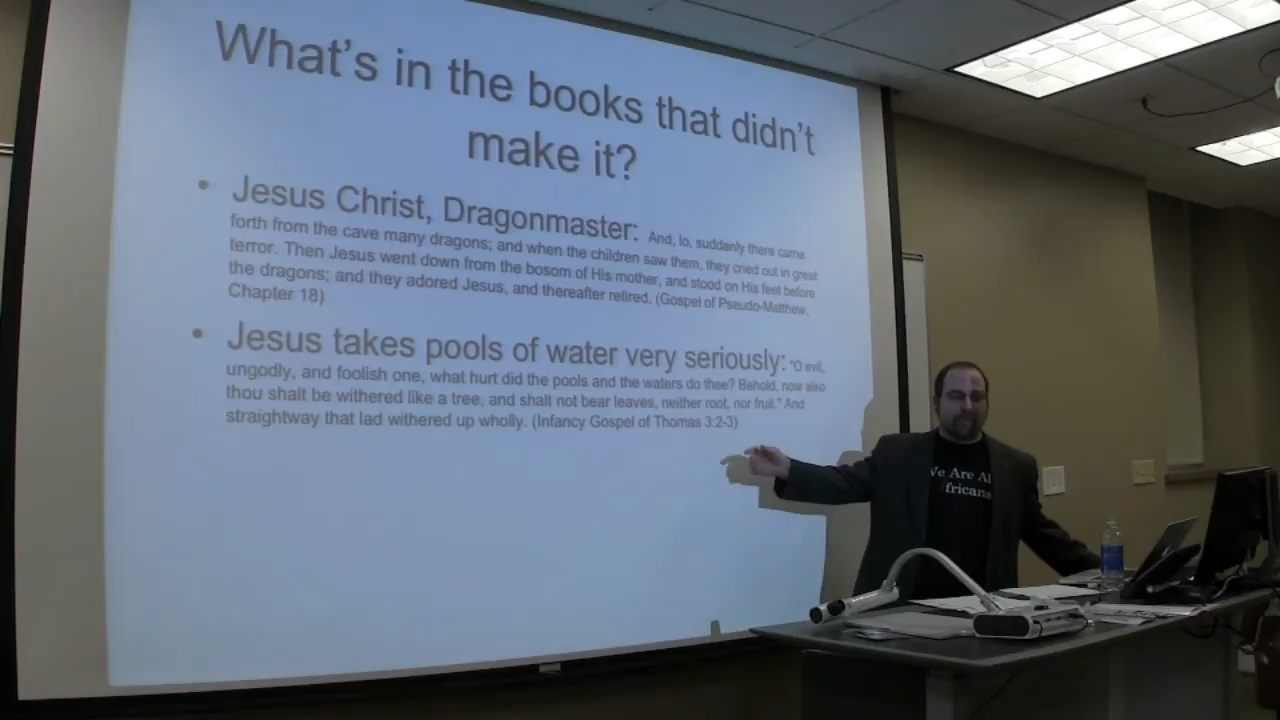 What's in the books that didn't
make it?
• Jesus Christ, Dragonmaster: And, lo, suddenly there came
forth from the cave many dragons; and when the children saw them, they cried out in great
terror. Then Jesus went down from the bosom of His mother, and stood on His feet before
the dragons; and they adored Jesus, and thereafter retired. (Gospel of Pseudo-Matthew,
Chapter 18)
• Jesus takes pools of water very seriously: "O evil,
ungodly, and foolish one, what hurt did the pools and the waters do thee? Behold, now also
thou shalt be withered like a tree, and shalt not bear leaves, neither root, nor fruit." And
straightway that lad withered up wholly. (Infancy Gospel of Thomas 3:2-3)
We Are Al
fricans